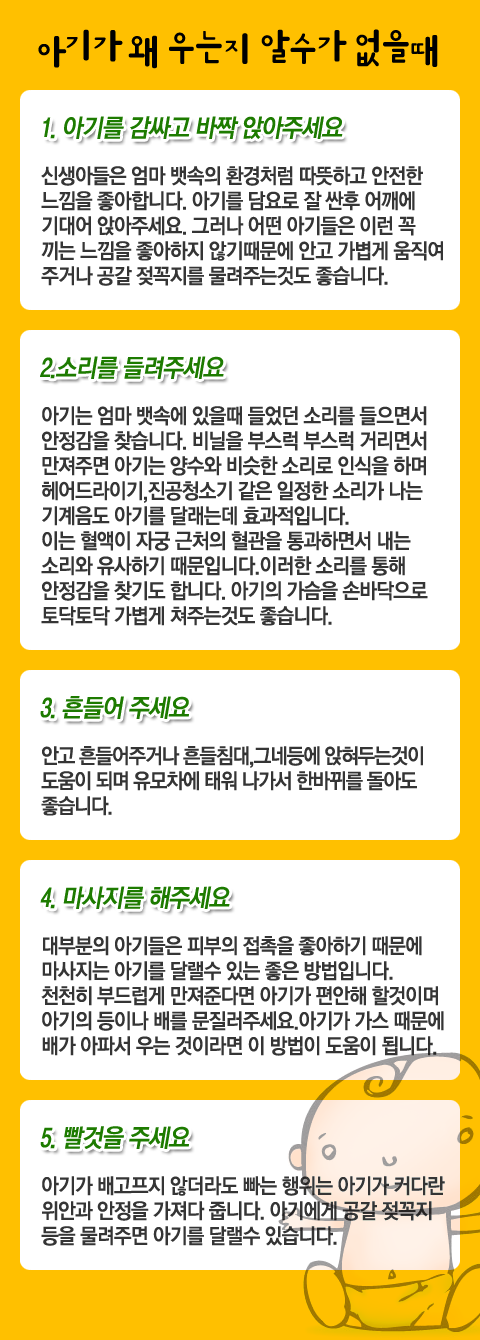 아기가 왜 우는지 알수가 없을때
1. 아기를 감싸고 바짝 앉아주세요
신생아들은 엄마 뱃속의 환경처럼 따뜻하고 안전한
느낌을 좋아합니다. 아기를 담요로 잘 싼후 어깨에
기대어 앉아주세요. 그러나 어떤 아기들은 이런 꼭
끼는 느낌을 좋아하지 않기때문에 안고 가볍게 움직여
주거나 공갈 젖꼭지를 물려주는것도 좋습니다.
2.소리를 들려주세요
아기는 엄마 뱃속에 있을때 들었던 소리를 들으면서
안정감을 찾습니다. 비닐을 부스럭 부스럭 거리면서
만져주면 아기는 양수와 비슷한 소리로 인식을 하며
헤어드라이기,진공청소기 같은 일정한 소리가 나는
기계음도 아기를 달래는데 효과적입니다.
이는 혈액이 자궁 근처의 혈관을 통과하면서 내는
소리와 유사하기 때문입니다.이러한 소리를 통해
안정감을 찾기도 합니다. 아기의 가슴을 손바닥으로
토닥토닥 가볍게 쳐주는것도 좋습니다.
3. 흔들어 주세요
안고 흔들어주거나 흔들침대,그네등에 앉혀두는것이
도움이 되며 유모차에 태워 나가서 한바퀴를 돌아도
좋습니다.
4. 마사지를 해주세요
대부분의 아기들은 피부의 접촉을 좋아하기 때문에
마사지는 아기를 달랠수 있는 좋은 방법입니다.
천천히 부드럽게 만져준다면 아기가 편안해 할것이며
아기의 등이나 배를 문질러주세요.아기가 가스 때문에
배가 아파서 우는 것이라면 이 방법이 도움이 됩니다.
5. 빨것을 주세요
아기가 배고프지 않더라도 빠는 행위는 아기가 커다란
위안과 안정을 가져다 줍니다. 아기에게 공갈 젖꼭지
등을 물려주면 아기를 달랠수 있습니다.